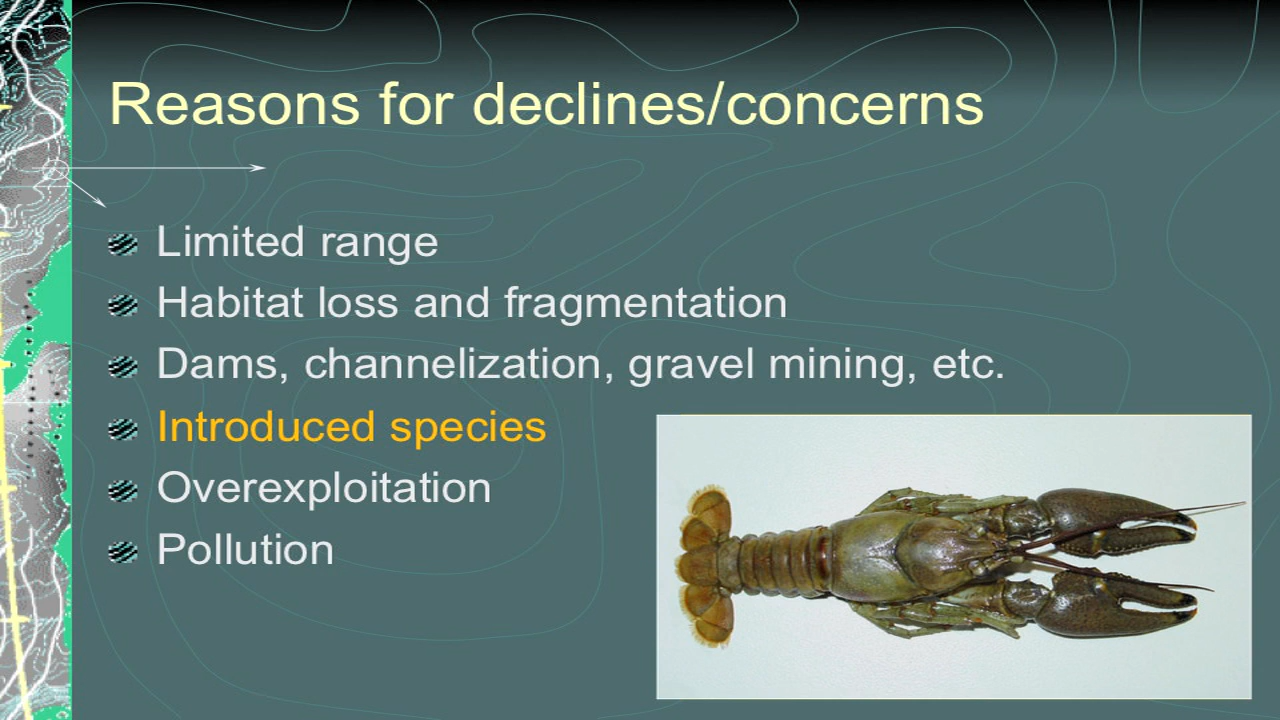 Reasons for declines/concerns
Limited range
Habitat loss and fragmentation
Dams, channelization, gravel mining, etc.
Introduced species
Overexploitation
Pollution